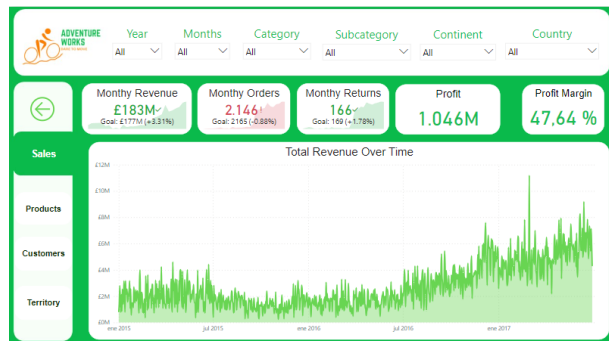 ADVENTURE
WORKS
Year Months Category Subcategory Continent Country
All All All All All All
Monthy Revenue
£183M
Goal: £177M (+3.31%)
Monthy Orders
2.146
Goal: 2165 (-0.88%)
Monthy Returns
166
Goal: 169 (+1.78%)
Profit
1.046M
Profit Margin
47,64 %
Sales
Products
Customers
Territory
Total Revenue Over Time
£12M
£10M
£8M
£6M
£4M
£2M
£0M
ene 2015 jul 2015 ene 2016 jul 2016 ene 2017